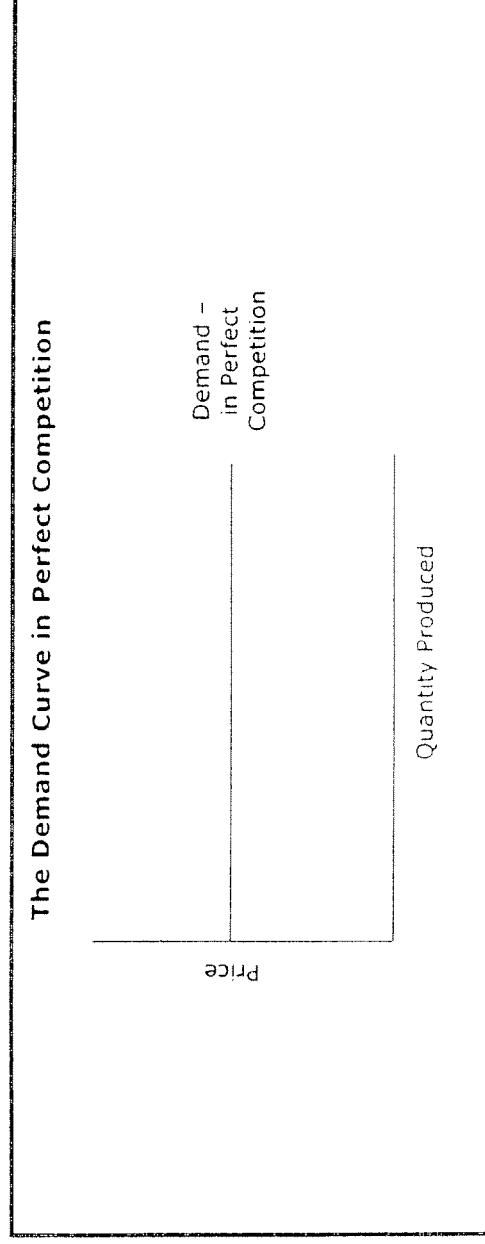 The Demand Curve in Perfect Competition
Price
Demand –
in Perfect
Competition
Quantity Produced